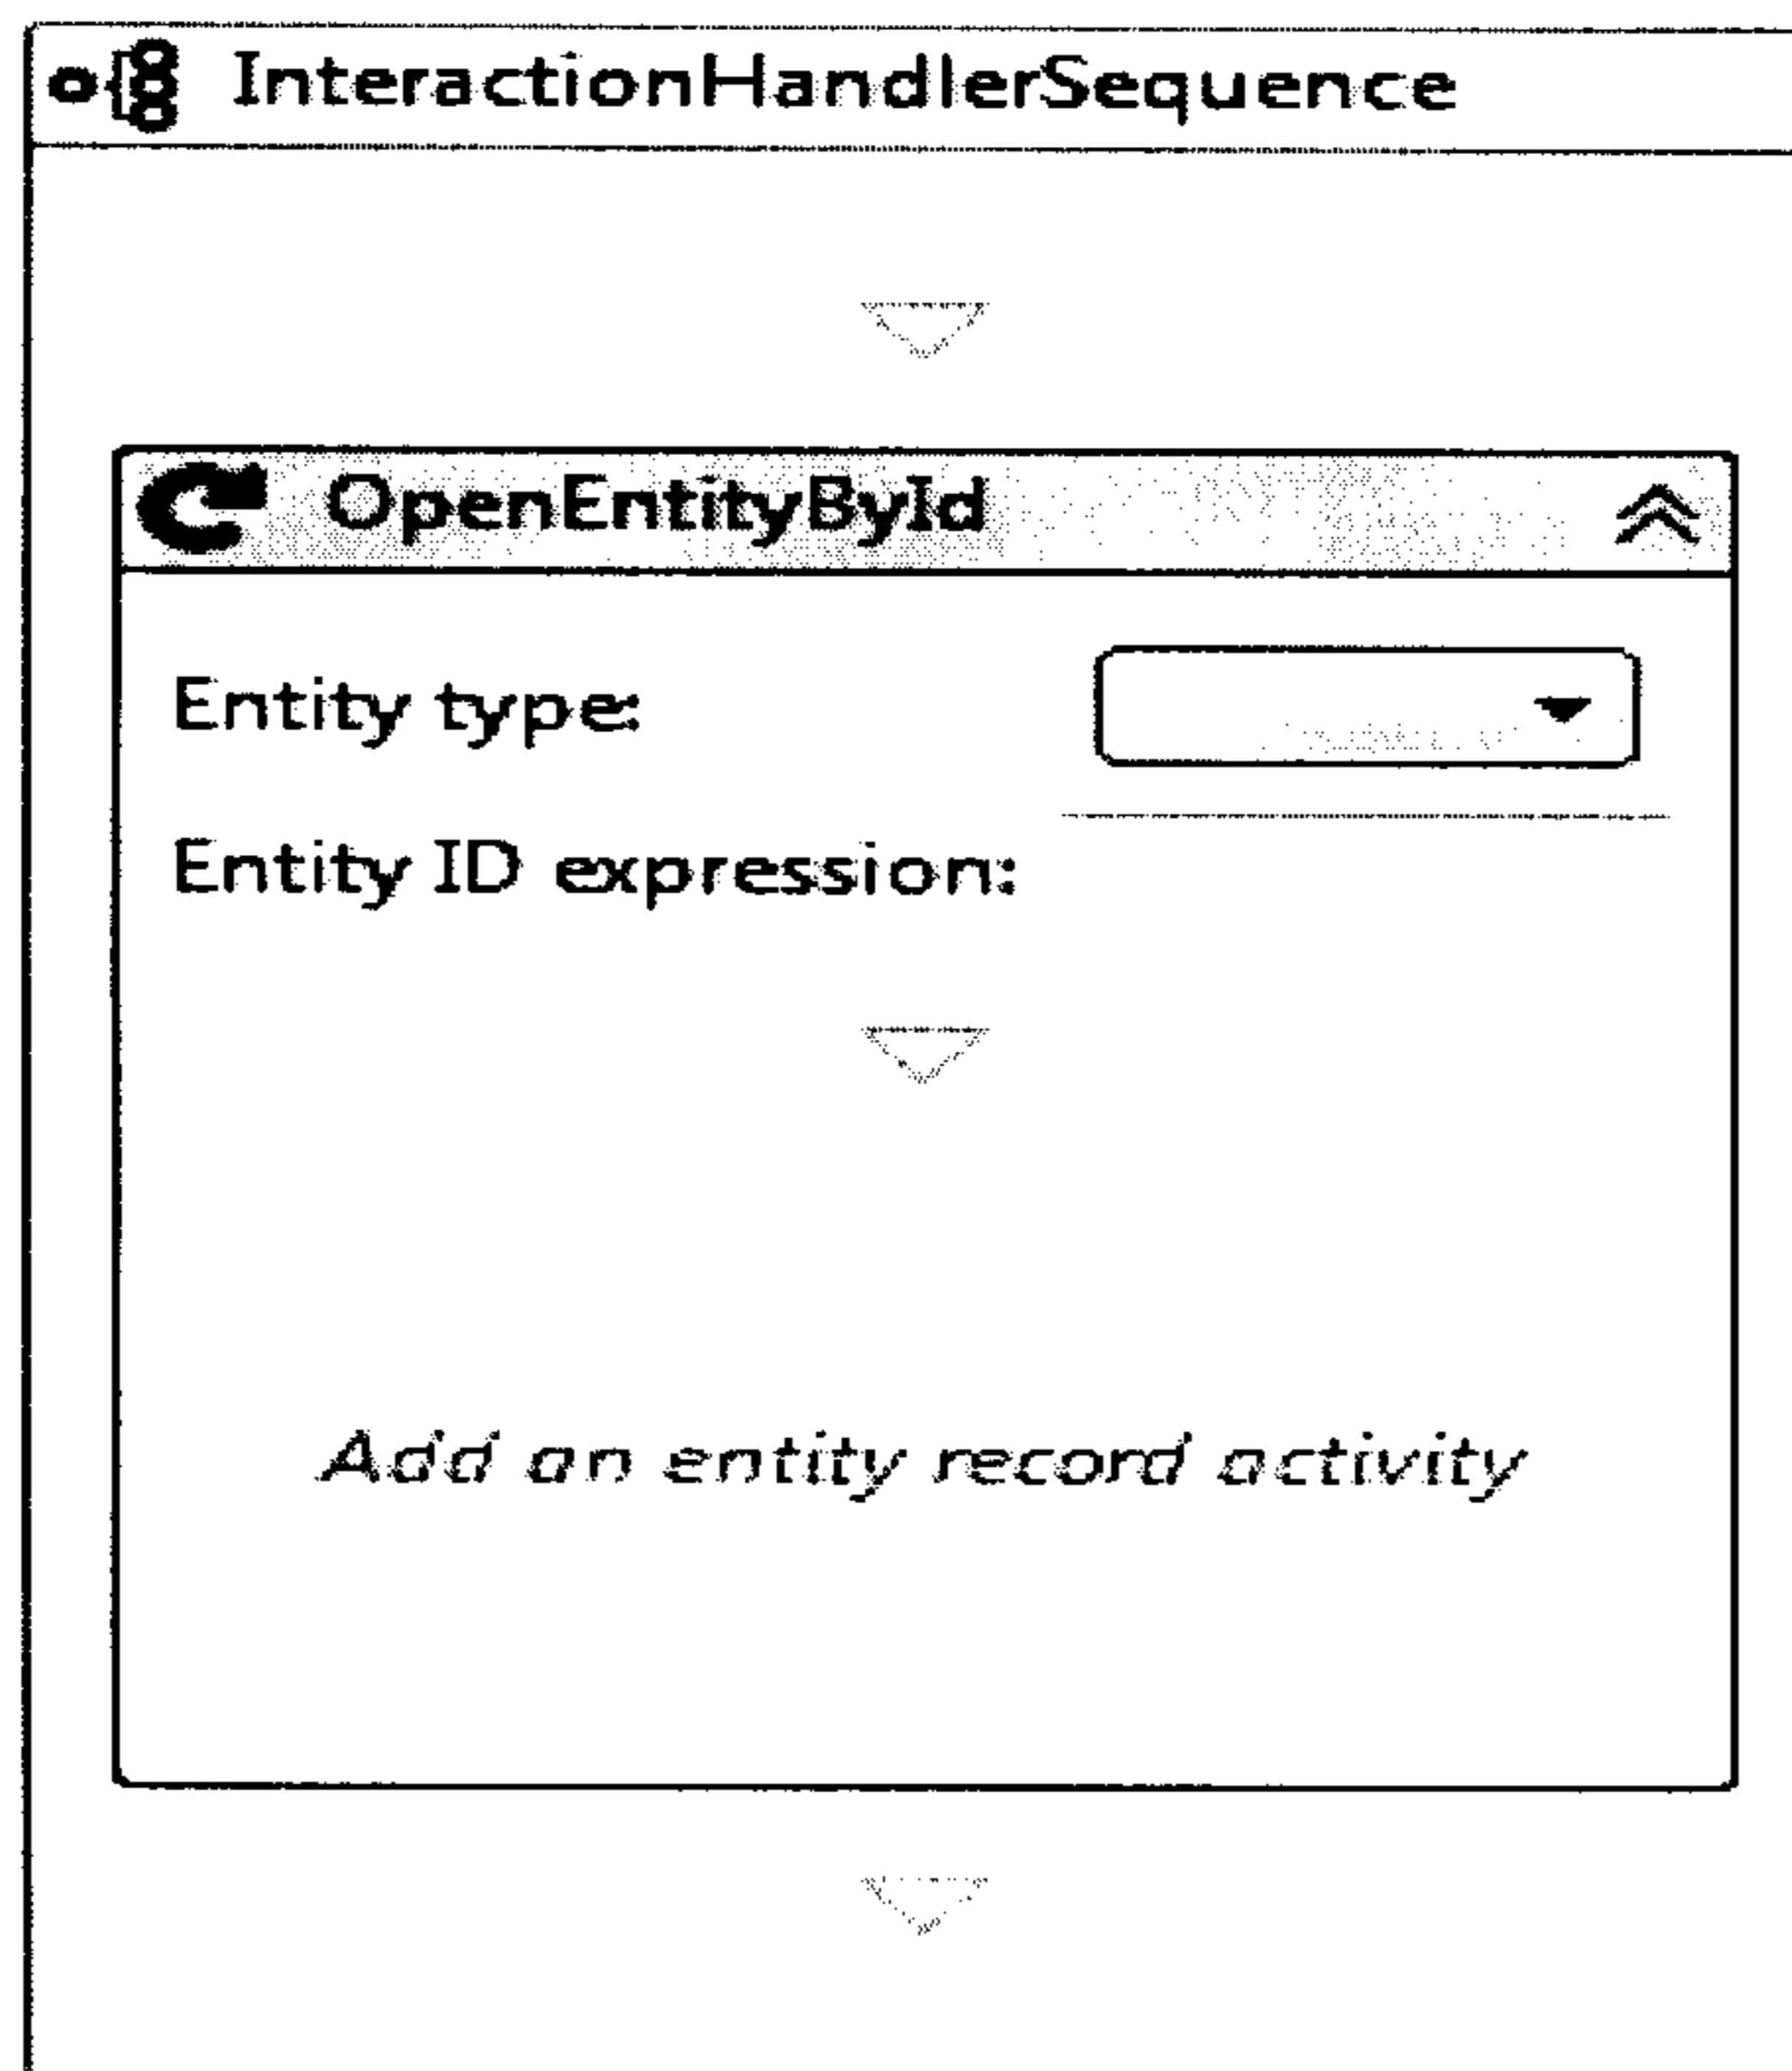 InteractionHandlerSequence
OpenEntityById
Entity type:
Entity ID expression:
Add an entity record activity